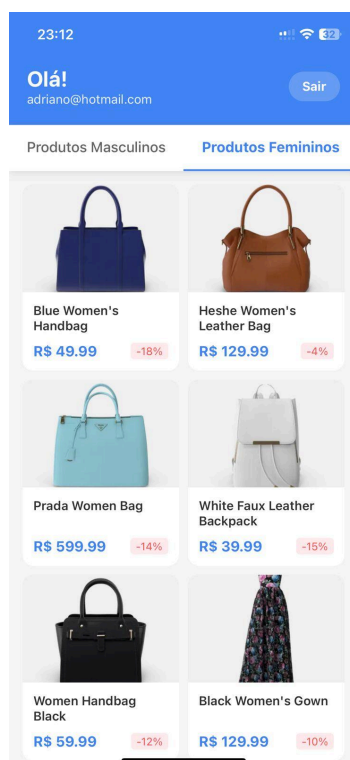 23:12
32
Olá!
adriano@hotmail.com
Sair
Produtos Masculinos
Produtos Femininos
Blue Women's
Handbag
R$ 49.99
-18%
Heshe Women's
Leather Bag
R$ 129.99
-4%
Prada Women Bag
R$ 599.99
-14%
White Faux Leather
Backpack
R$ 39.99
-15%
Women Handbag
Black
R$ 59.99
-12%
Black Women's Gown
R$ 129.99
-10%